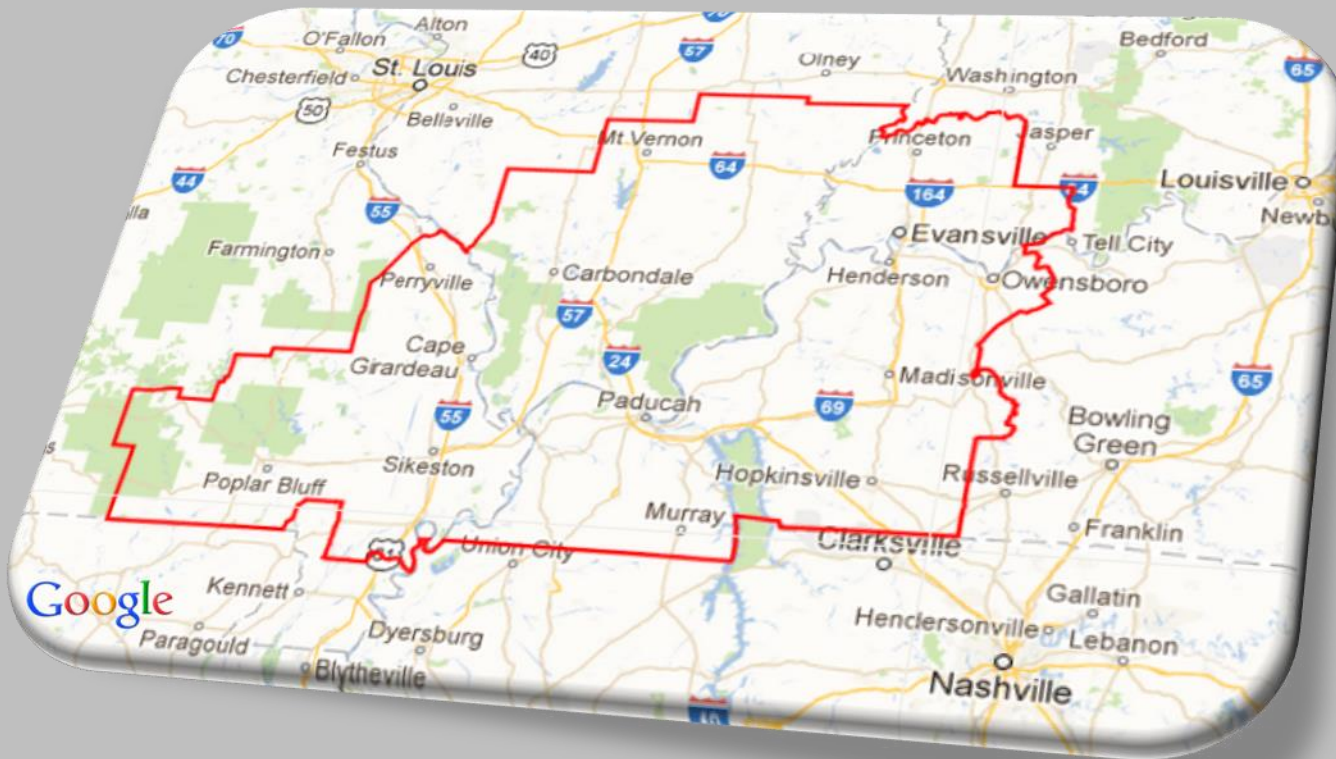 Alton
70
O'Fallon
40
57
Bedford
Chesterfield
St. Louis
Olney
65
Washington
50
Belleville
Mt Vernon
Princeton
Jasper
Festus
64
44
164
Louisville
55
Evansville
Tell City
Farmington
Perryville
Carbondale
Henderson
Owensboro
57
Cape
Girardeau
24
Madisonville
65
Paducah
69
55
Bowling
Green
Sikeston
Poplar Bluff
Hopkinsville
Russellville
Murray
Franklin
Union City
Clarksville
Google
Kennett
Gallatin
Paragould
Dyersburg
Hendersonville
Lebanon
Blytheville
Nashville